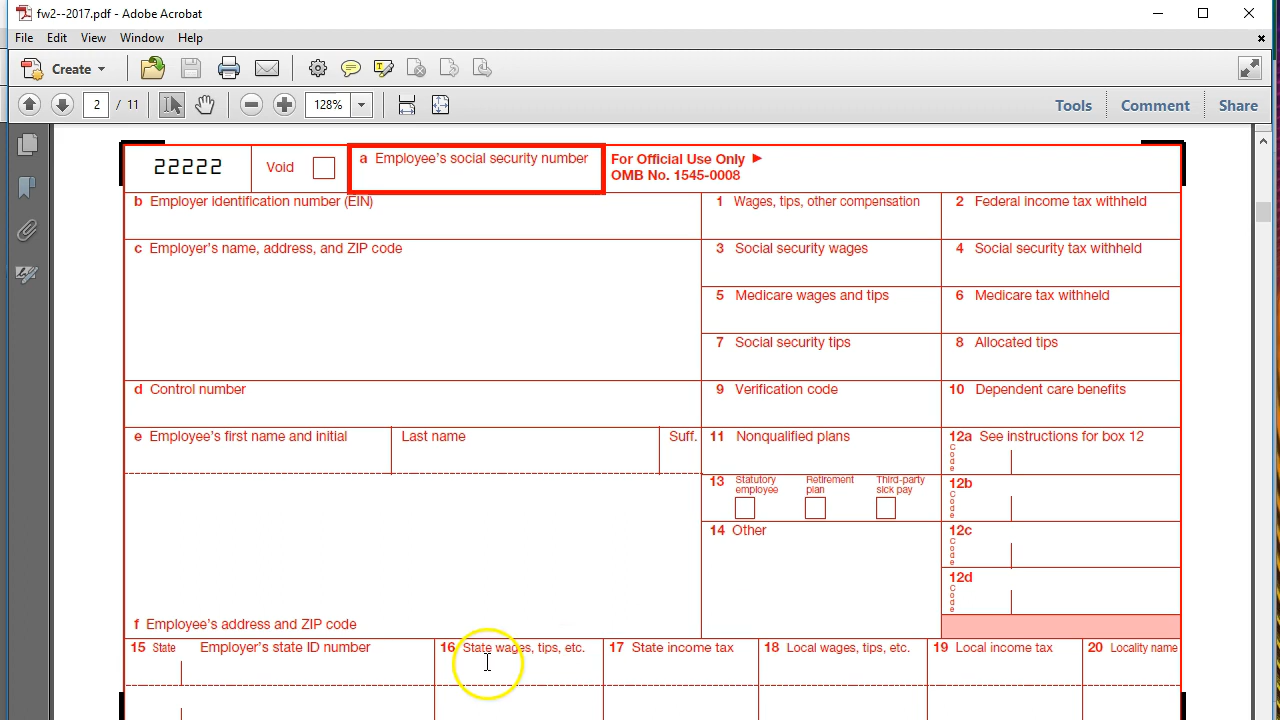 fw2--2017.pdf - Adobe Acrobat
File Edit View Window Help
Create
2 / 11 128% Tools Comment Share
22222 Void a Employee's social security number For Official Use Only ►
OMB No. 1545-0008
b Employer identification number (EIN) 1 Wages, tips, other compensation 2 Federal income tax withheld
c Employer's name, address, and ZIP code 3 Social security wages 4 Social security tax withheld
5 Medicare wages and tips 6 Medicare tax withheld
7 Social security tips 8 Allocated tips
d Control number 9 Verification code 10 Dependent care benefits
e Employee's first name and initial Last name Suff. 11 Nonqualified plans 12a See instructions for box 12
Code
13 Statutory employee Retirement plan Third-party sick pay 12b
Code
14 Other 12c
Code
12d
Code
f Employee's address and ZIP code
15 State Employer's state ID number 16 State wages, tips, etc. 17 State income tax 18 Local wages, tips, etc. 19 Local income tax 20 Locality name